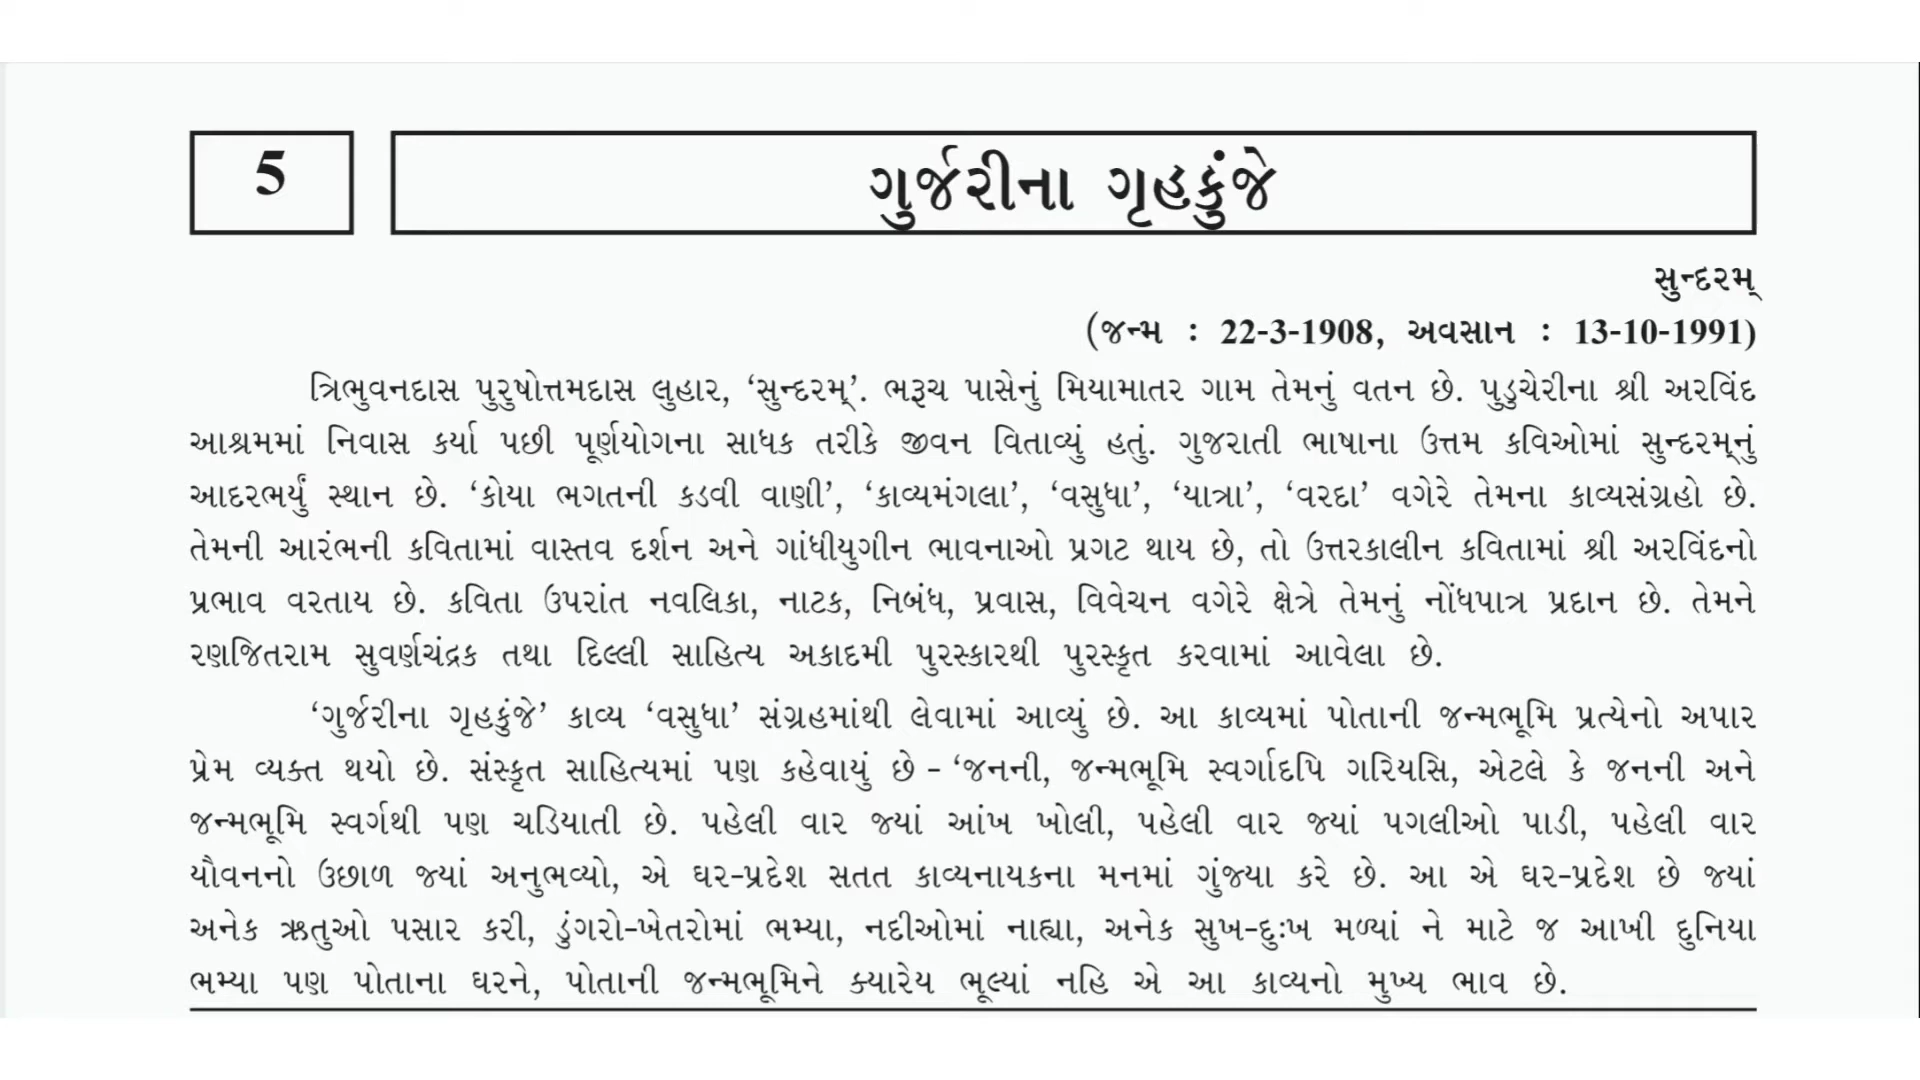 5
ગુર્જરીના ગૃહકુંજે
સુન્દરમ્
(જન્મ : 22-3-1908, અવસાન : 13-10-1991)
ત્રિભુવનદાસ પુરુષોત્તમદાસ લુહાર, ‘સુન્દરમ્’. ભરૂચ પાસેનું મિયામાતર ગામ તેમનું વતન છે. પુડુચેરીના શ્રી અરવિંદ
આશ્રમમાં નિવાસ કર્યા પછી પૂર્ણયોગના સાધક તરીકે જીવન વિતાવ્યું હતું. ગુજરાતી ભાષાના ઉત્તમ કવિઓમાં સુન્દરમ્‌નું
આદરભર્યું સ્થાન છે. ‘કોયા ભગતની કડવી વાણી’, ‘કાવ્યમંગલા’, ‘વસુધા’, ‘યાત્રા’, ‘વરદા’ વગેરે તેમના કાવ્યસંગ્રહો છે.
તેમની આરંભની કવિતામાં વાસ્તવ દર્શન અને ગાંધીયુગીન ભાવનાઓ પ્રગટ થાય છે, તો ઉત્તરકાલીન કવિતામાં શ્રી અરવિંદનો
પ્રભાવ વરતાય છે. કવિતા ઉપરાંત નવલિકા, નાટક, નિબંધ, પ્રવાસ, વિવેચન વગેરે ક્ષેત્રે તેમનું નોંધપાત્ર પ્રદાન છે. તેમને
રણજિતરામ સુવર્ણચંદ્રક તથા દિલ્લી સાહિત્ય અકાદમી પુરસ્કારથી પુરસ્કૃત કરવામાં આવેલા છે.
‘ગુર્જરીના ગૃહકુંજે’ કાવ્ય ‘વસુધા’ સંગ્રહમાંથી લેવામાં આવ્યું છે. આ કાવ્યમાં પોતાની જન્મભૂમિ પ્રત્યેનો અપાર
પ્રેમ વ્યક્ત થયો છે. સંસ્કૃત સાહિત્યમાં પણ કહેવાયું છે – ‘જનની, જન્મભૂમિ સ્વર્ગાદપિ ગરિયસિ, એટલે કે જનની અને
જન્મભૂમિ સ્વર્ગથી પણ ચડિયાતી છે. પહેલી વાર જ્યાં આંખ ખોલી, પહેલી વાર જ્યાં પગલીઓ પાડી, પહેલી વાર
યૌવનનો ઉછાળ જ્યાં અનુભવ્યો, એ ઘર-પ્રદેશ સતત કાવ્યનાયકના મનમાં ગુંજ્યા કરે છે. આ એ ઘર-પ્રદેશ છે જ્યાં
અનેક ઋતુઓ પસાર કરી, ડુંગરો-ખેતરોમાં ભમ્યા, નદીઓમાં નાહ્યા, અનેક સુખ-દુઃખ મળ્યાં ને માટે જ આખી દુનિયા
ભમ્યા પણ પોતાના ઘરને, પોતાની જન્મભૂમિને ક્યારેય ભૂલ્યાં નહિ એ આ કાવ્યનો મુખ્ય ભાવ છે.